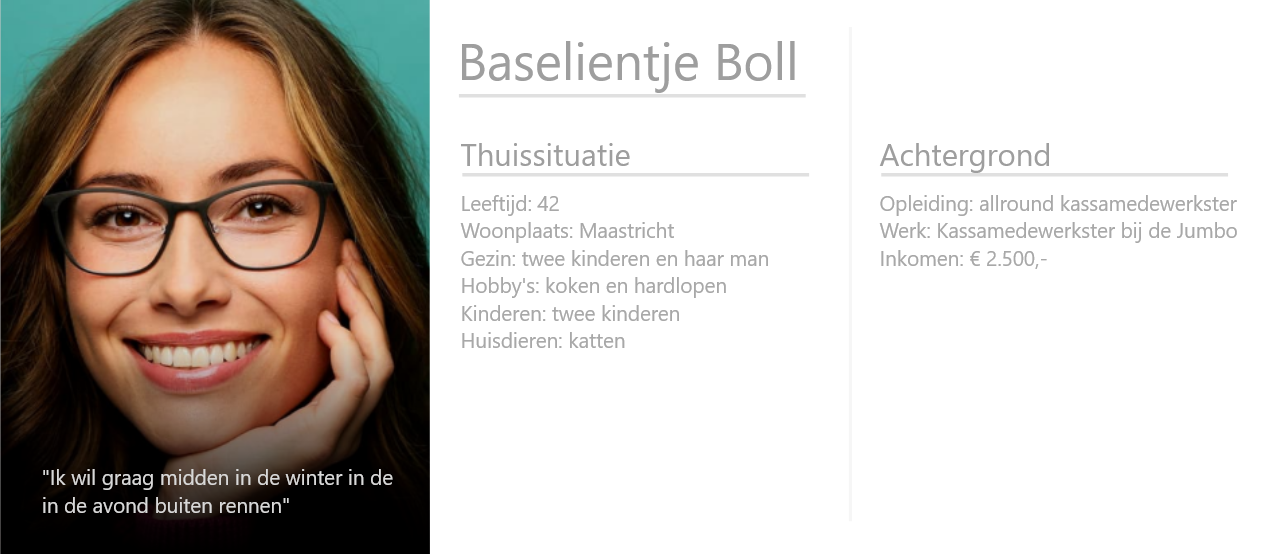 Baselientje Boll
Thuissituatie
Leeftijd: 42
Woonplaats: Maastricht
Gezin: twee kinderen en haar man
Hobby's: koken en hardlopen
Kinderen: twee kinderen
Huisdieren: katten
Achtergrond
Opleiding: allround kassamedewerkster
Werk: Kassamedewerkster bij de Jumbo
Inkomen: € 2.500,-
"Ik wil graag midden in de winter in de
in de avond buiten rennen"